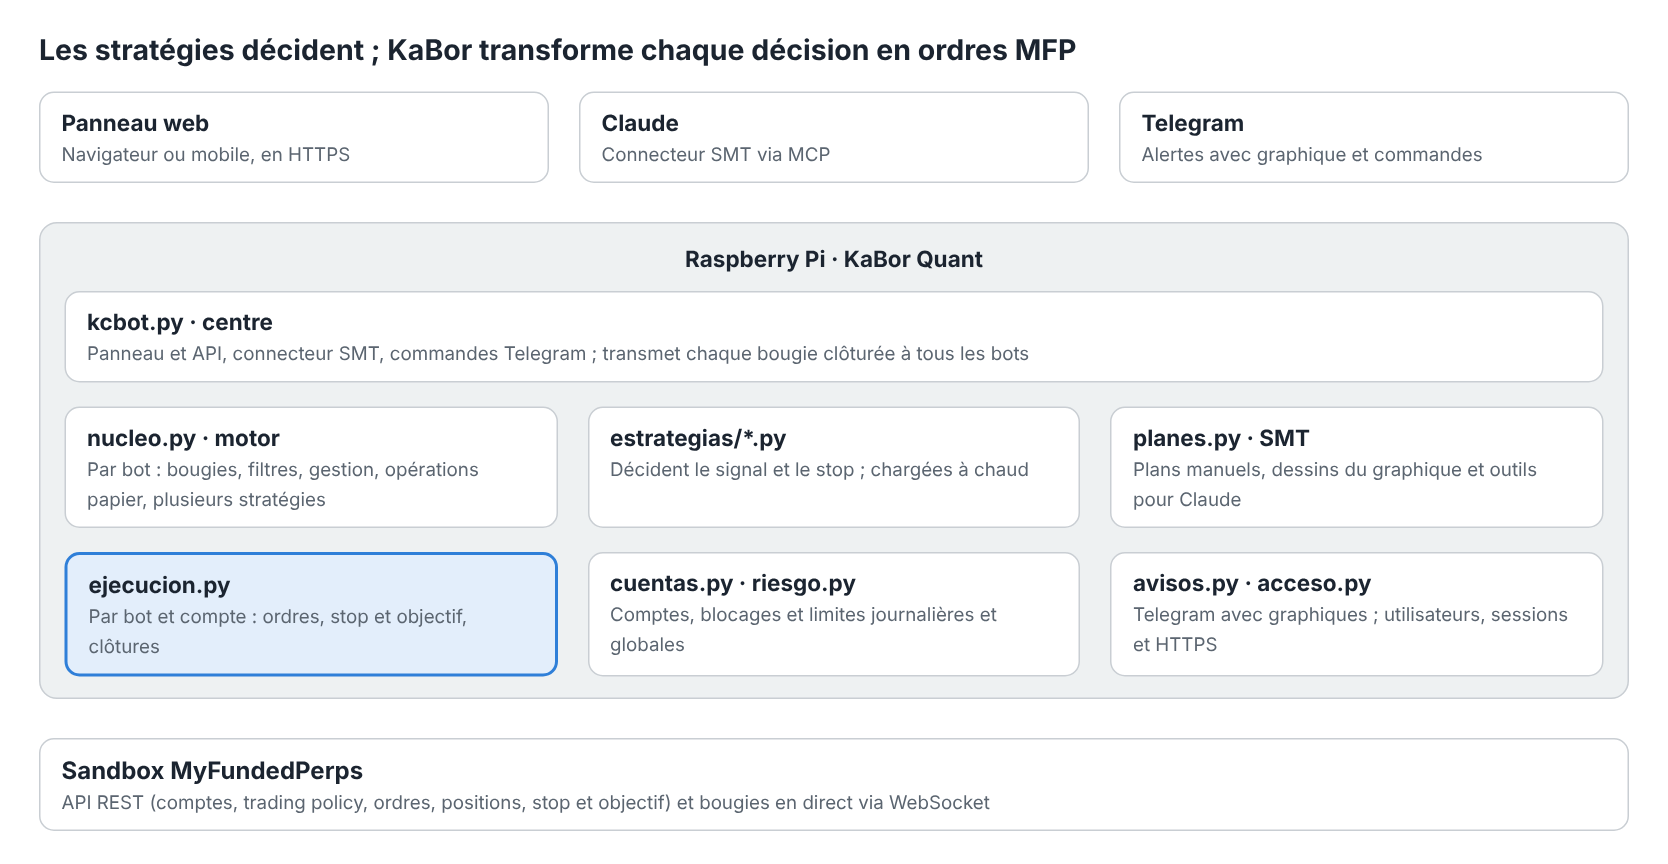 Les stratégies décident ; KaBor transforme chaque décision en ordres MFP
Panneau web
Navigateur ou mobile, en HTTPS
Claude
Connecteur SMT via MCP
Telegram
Alertes avec graphique et commandes
Raspberry Pi · KaBor Quant
kcbot.py · centre
Panneau et API, connecteur SMT, commandes Telegram ; transmet chaque bougie clôturée à tous les bots
nucleo.py · motor
Par bot : bougies, filtres, gestion, opérations
papier, plusieurs stratégies
estrategias/*.py
Décident le signal et le stop ; chargées à chaud
planes.py · SMT
Plans manuels, dessins du graphique et outils
pour Claude
ejecucion.py
Par bot et compte : ordres, stop et objectif,
clôtures
cuentas.py · riesgo.py
Comptes, blocages et limites journalières et
globales
avisos.py · acceso.py
Telegram avec graphiques ; utilisateurs, sessions
et HTTPS
Sandbox MyFundedPerps
API REST (comptes, trading policy, ordres, positions, stop et objectif) et bougies en direct via WebSocket